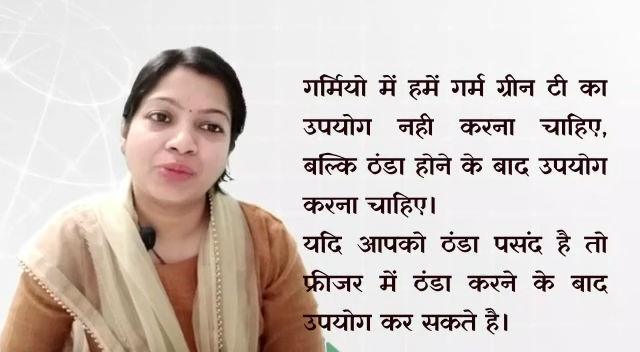 गर्मियो में हमें गर्म ग्रीन टी का
उपयोग नही करना चाहिए,
बल्कि ठंडा होने के बाद उपयोग
करना चाहिए।
यदि आपको ठंडा पसंद है तो
फ्रीजर में ठंडा करने के बाद
उपयोग कर सकते है।